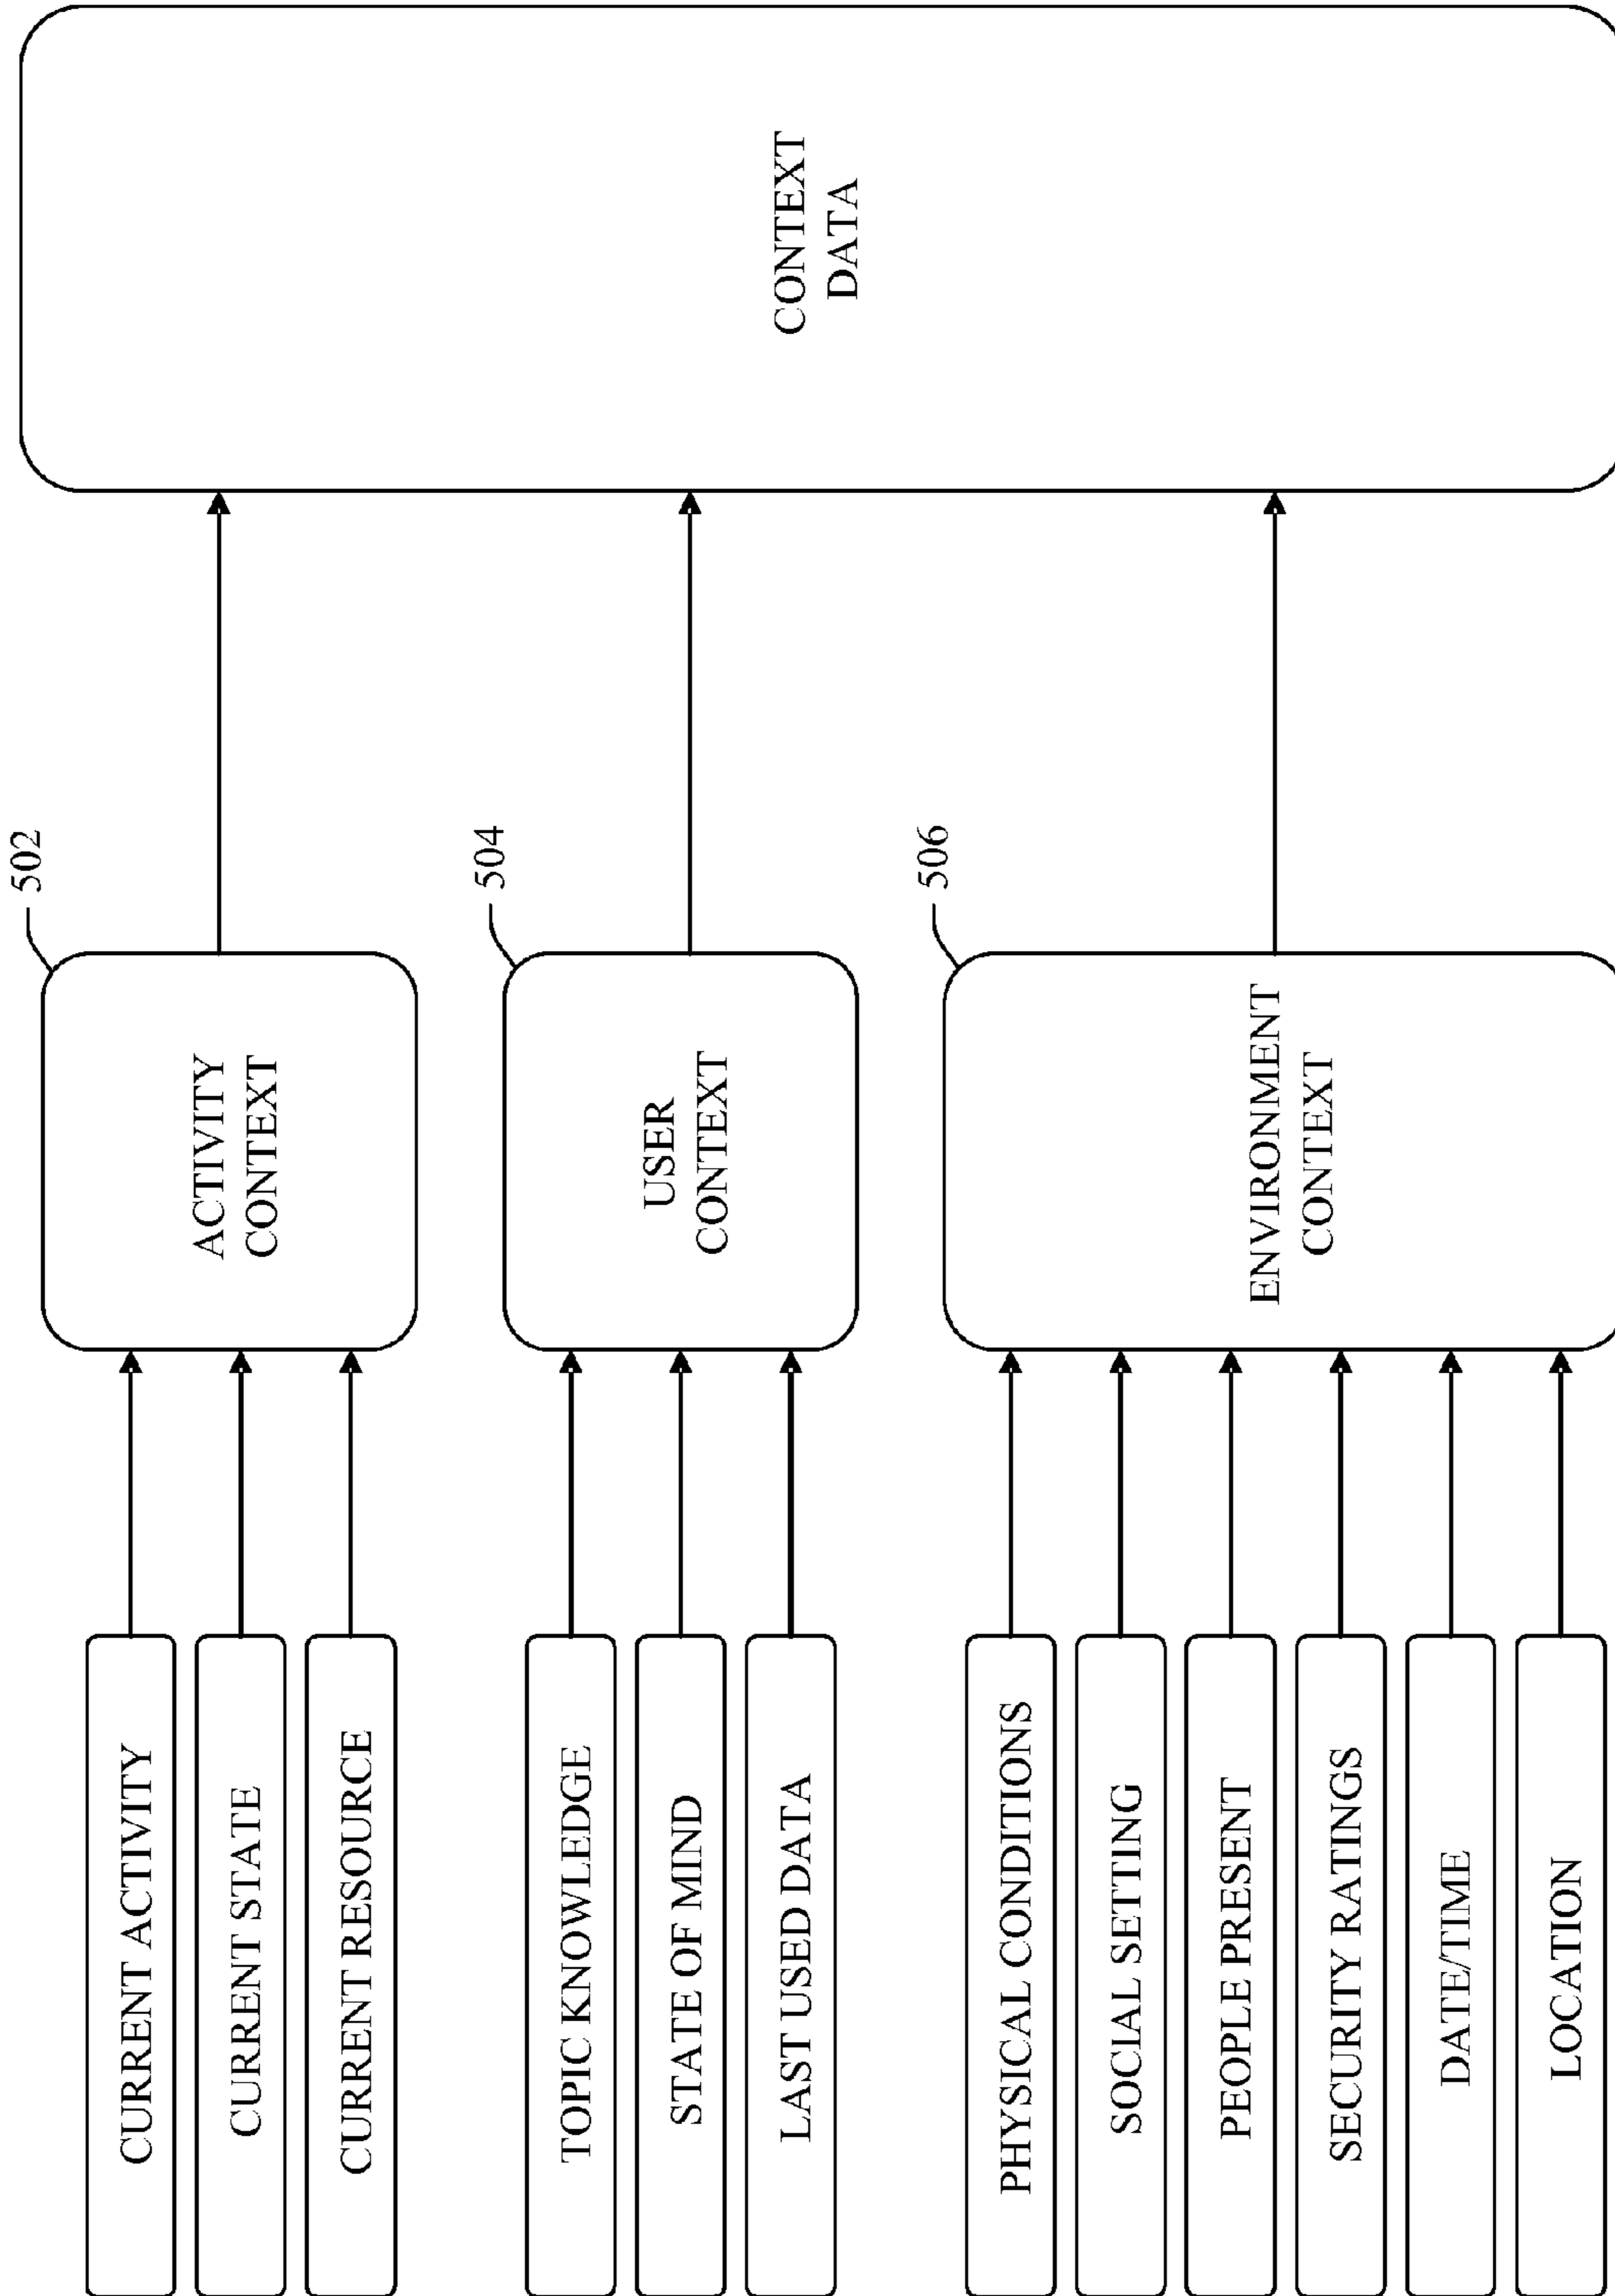 CURRENT ACTIVITY
CURRENT STATE
CURRENT RESOURCE
502
ACTIVITY
CONTEXT
TOPIC KNOWLEDGE
STATE OF MIND
LAST USED DATA
504
USER
CONTEXT
PHYSICAL CONDITIONS
SOCIAL SETTING
PEOPLE PRESENT
SECURITY RATINGS
DATE/TIME
LOCATION
506
ENVIRONMENT
CONTEXT
CONTEXT
DATA